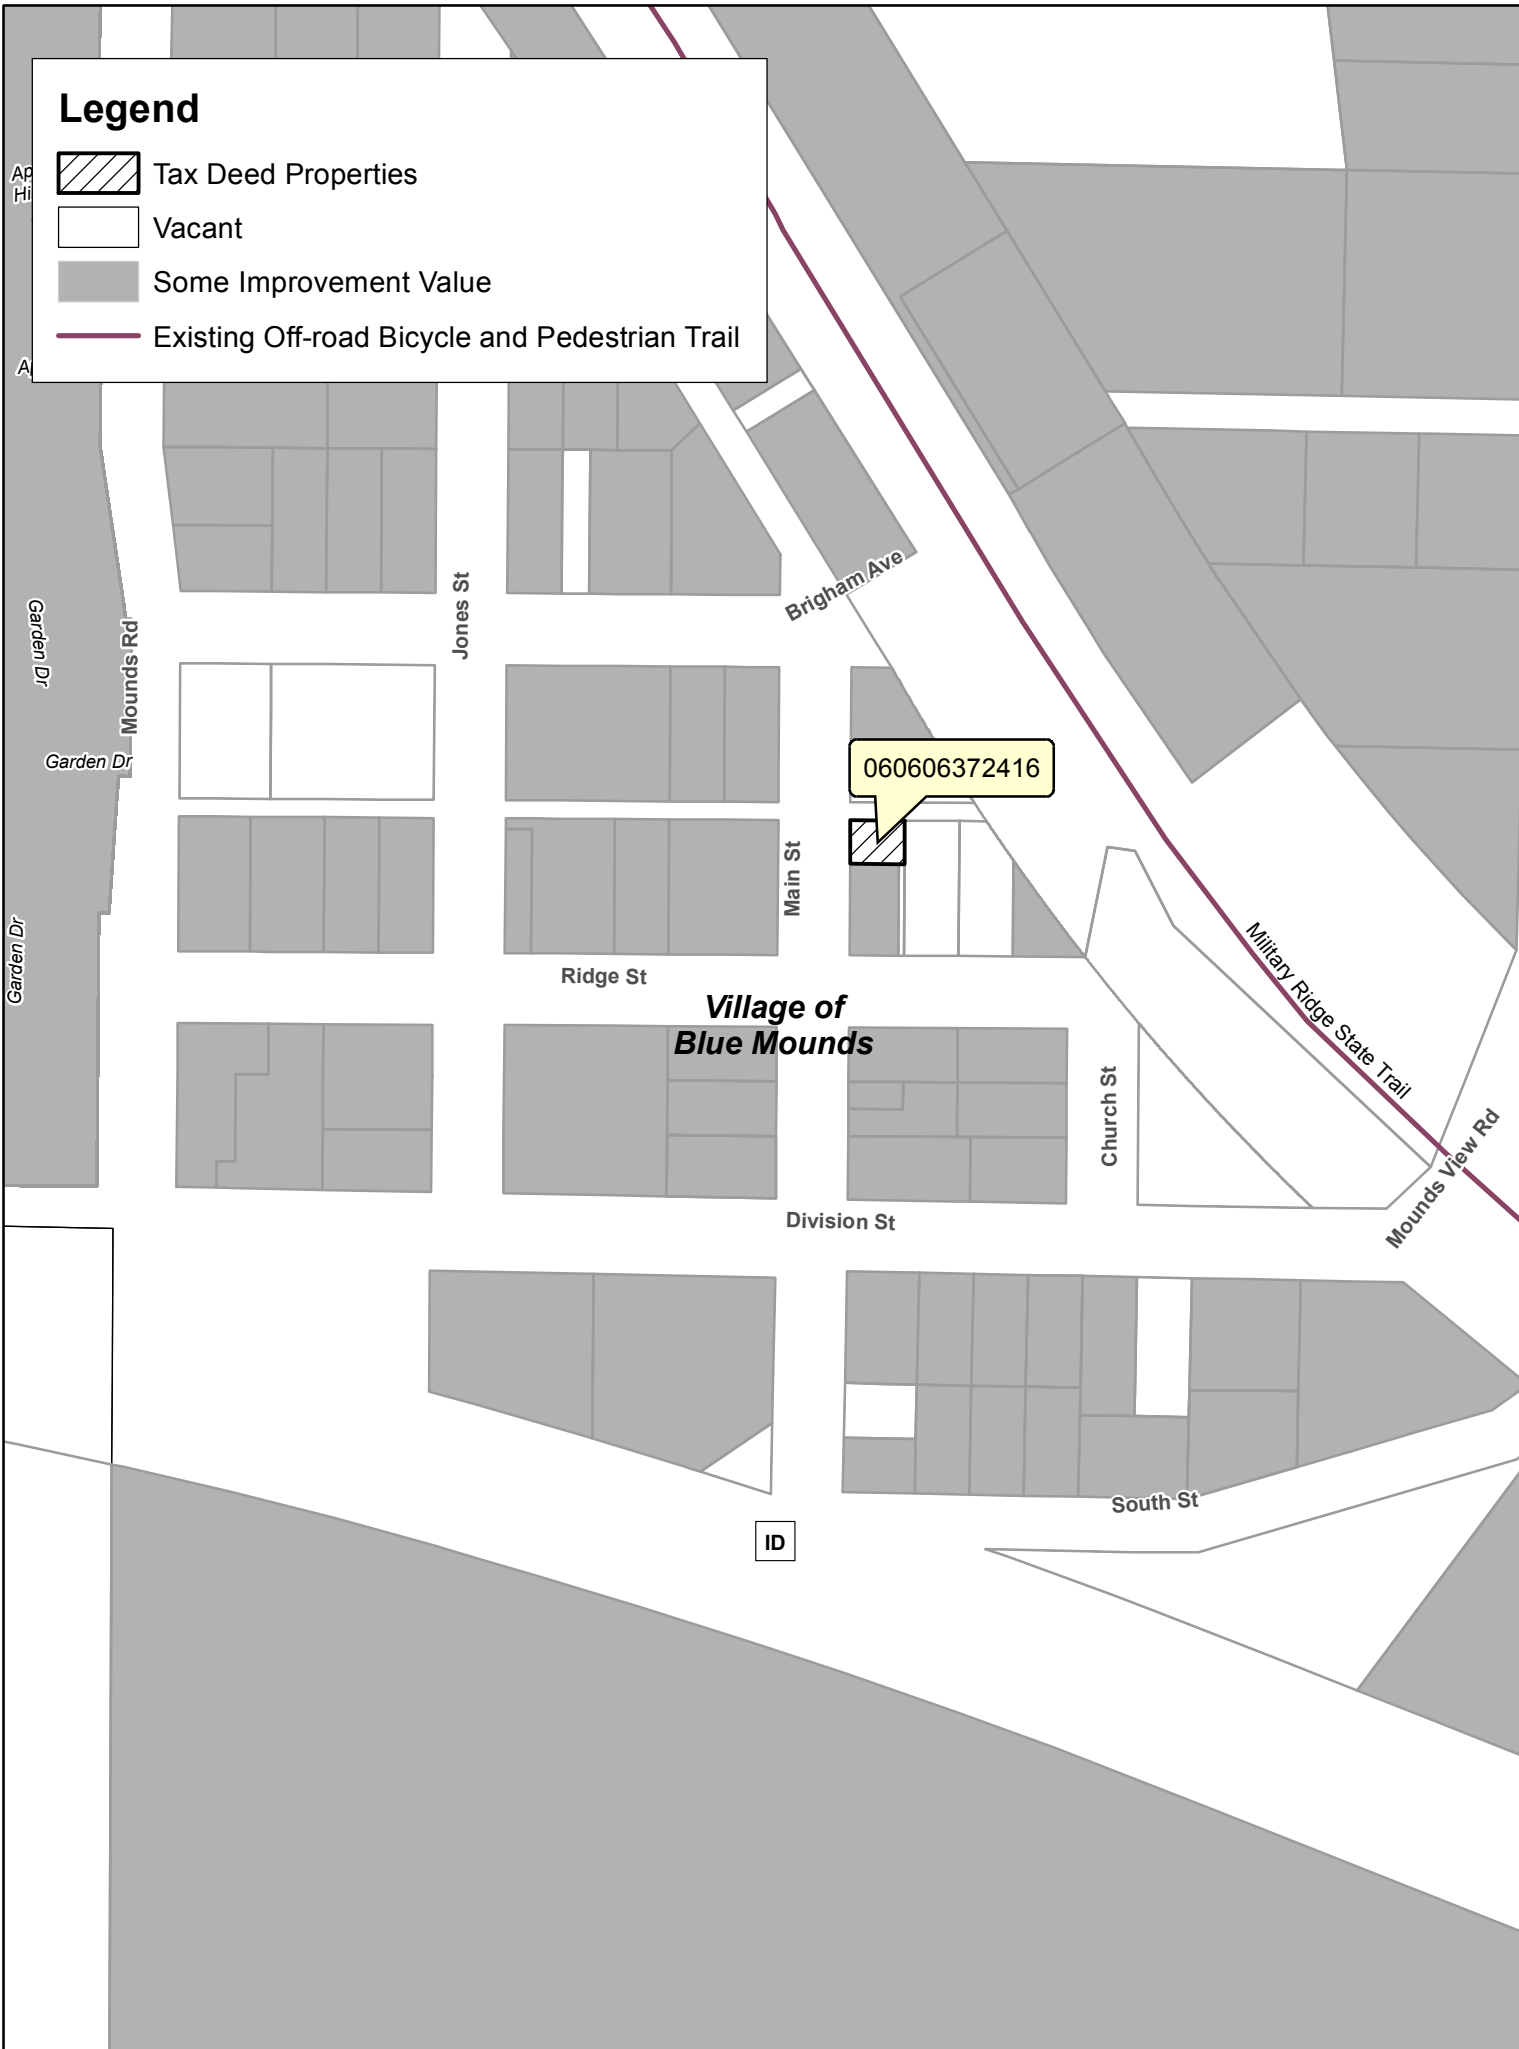 Legend
Tax Deed Properties
Vacant
Some Improvement Value
Existing Off-road Bicycle and Pedestrian Trail
Brigham Ave
Jones St
Garden Dr
Mounds Rd
Garden Dr
060606372416
Main St
Garden Dr
Ridge St
Military Ridge State Trail
Village of
Blue Mounds
Church St
Mounds View Rd
Division St
South St
ID